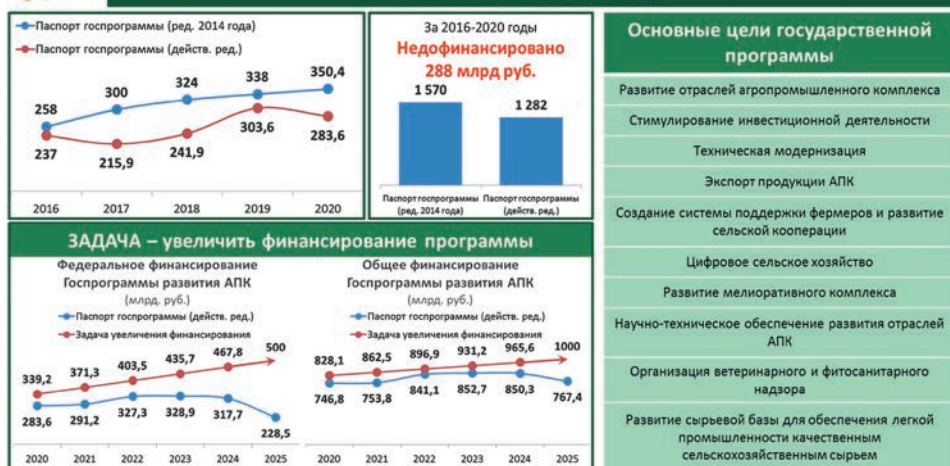 Паспорт госпрограммы (ред. 2014 года)
Паспорт госпрограммы (действ. ред.)
258
300
324
338
350,4
237
215,9
241,9
303,6
283,6
2016 2017 2018 2019 2020
За 2016-2020 годы
Недофинансировано
288 млрд руб.
1 570
1 282
Паспорт госпрограммы
(ред. 2014 года)
Паспорт госпрограммы
(действ. ред.)
ЗАДАЧА – увеличить финансирование программы
Федеральное финансирование
Госпрограммы развития АПК
(млрд. руб.)
Паспорт госпрограммы (действ. ред.)
Задача увеличения финансирования
339,2 371,3 403,5 435,7 467,8 500
283,6 291,2 327,3 328,9 317,7 228,5
2020 2021 2022 2023 2024 2025
Общее финансирование
Госпрограммы развития АПК
(млрд. руб.)
Паспорт госпрограммы (действ. ред.)
Задача увеличения финансирования
828,1 862,5 896,9 931,2 965,6 1000
746,8 753,8 841,1 852,7 850,3 767,4
2020 2021 2022 2023 2024 2025
Основные цели государственной
программы
Развитие отраслей агропромышленного комплекса
Стимулирование инвестиционной деятельности
Техническая модернизация
Экспорт продукции АПК
Создание системы поддержки фермеров и развитие
сельской кооперации
Цифровое сельское хозяйство
Развитие мелиоративного комплекса
Научно-техническое обеспечение развития отраслей
АПК
Организация ветеринарного и фитосанитарного
надзора
Развитие сырьевой базы для обеспечения легкой
промышленности качественным
сельскохозяйственным сырьем